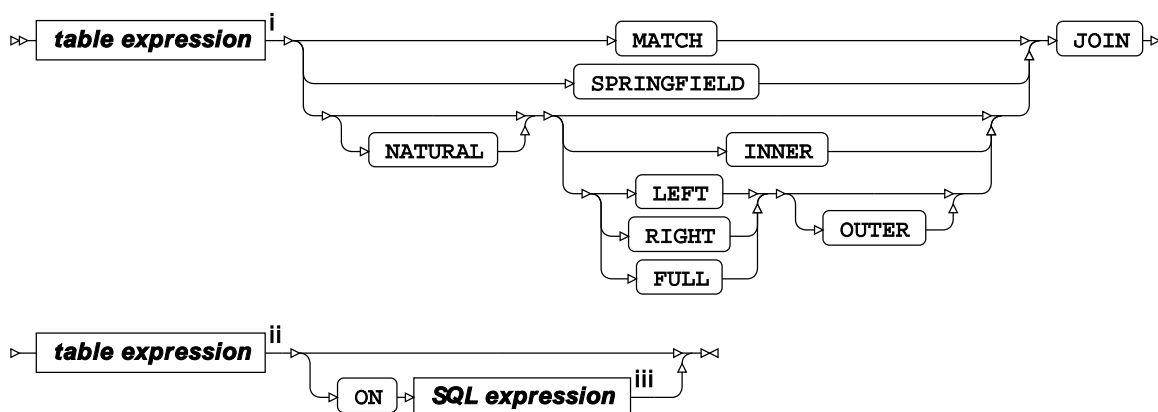 table expression i MATCH JOIN
SPRINGFIELD
NATURAL INNER
LEFT
RIGHT OUTER
FULL
table expression ii
ON SQL expression iii